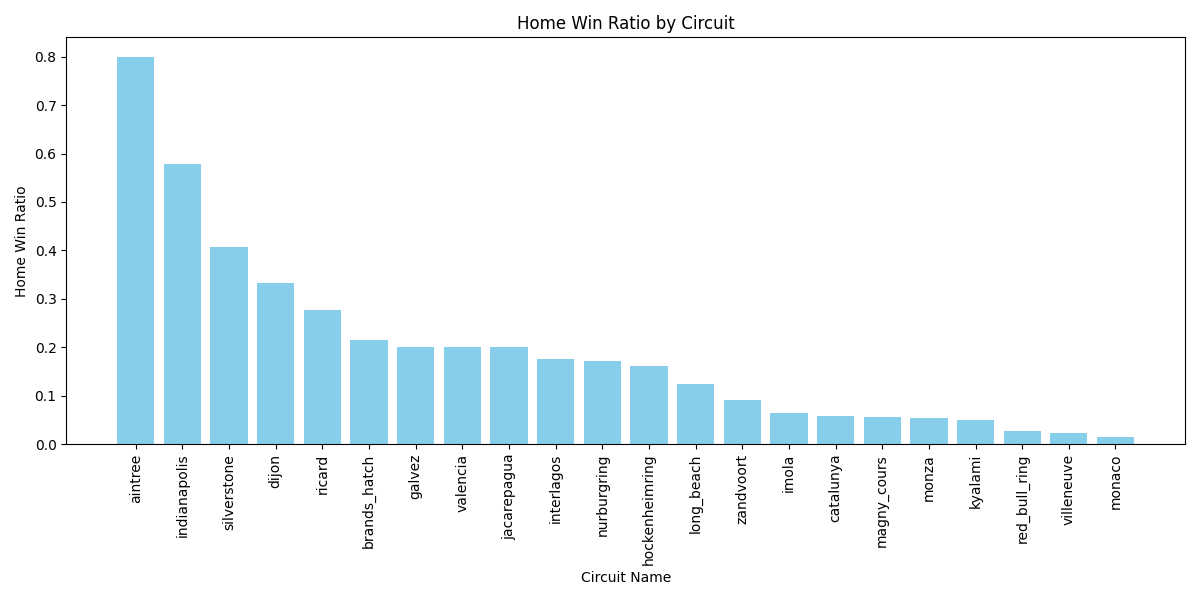 Home Win Ratio by Circuit
Home Win Ratio
0.8
0.7
0.6
0.5
0.4
0.3
0.2
0.1
0.0
aintree
indianapolis
silverstone
dijon
ricard
brands_hatch
galvez
valencia
jacarepagua
interlagos
nurburgring
hockenheimring
long_beach
zandvoort
imola
catalunya
magny_cours
monza
kyalami
red_bull_ring
villeneuve
monaco
Circuit Name